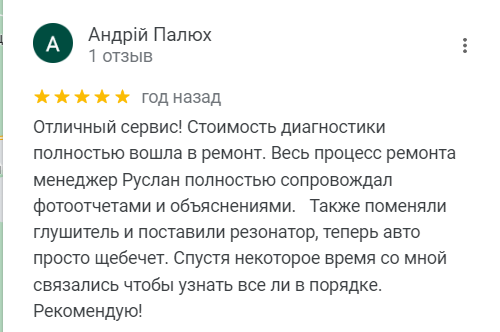 А
Андрій Палюх
1 отзыв
год назад
Отличный сервис! Стоимость диагностики
полностью вошла в ремонт. Весь процесс ремонта
менеджер Руслан полностью сопровождал
фотоотчетами и объяснениями.   Также поменяли
глушитель и поставили резонатор, теперь авто
просто щебечет. Спустя некоторое время со мной
связались чтобы узнать все ли в порядке.
Рекомендую!